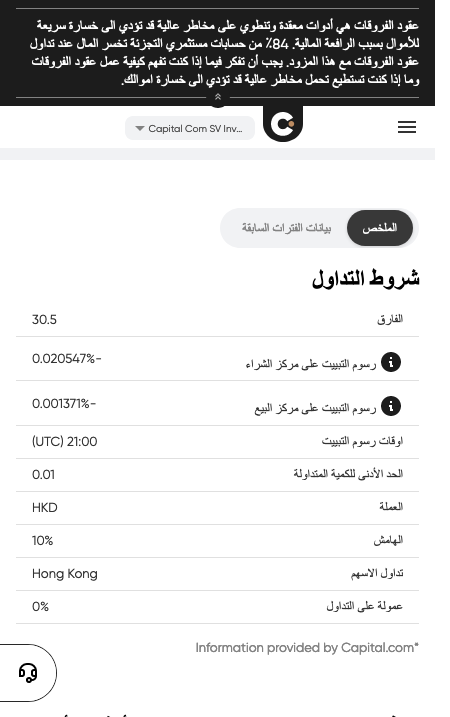 عقود الفروقات هي أدوات معقدة وتنطوي على مخاطر عالية قد تؤدي الى خسارة سريعة
للأموال بسبب الرافعة المالية. 84٪ من حسابات مستثمري التجزئة تخسر المال عند تداول
عقود الفروقات مع هذا المزود. يجب أن تفكر فيما إذا كنت تفهم كيفية عمل عقود الفروقات
وما إذا كنت تستطيع تحمل مخاطر عالية قد تؤدي الى خسارة اموالك.
Capital Com SV Inv...
الملخص
بيانات الفترات السابقة
شروط التداول
الفارق 30.5
رسوم التبييت على مركز الشراء 0.020547%-
رسوم التبييت على مركز البيع 0.001371%-
اوقات رسوم التبييت 21:00 (UTC)
الحد الأدنى للكمية المتداولة 0.01
العملة HKD
الهامش 10%
تداول الاسهم Hong Kong
عمولة على التداول 0%
Information provided by Capital.com*